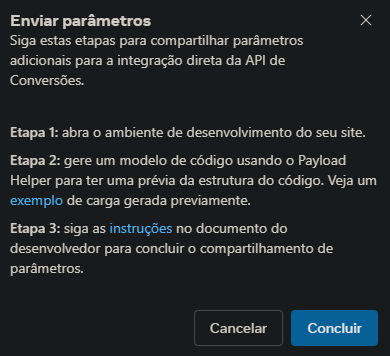 Enviar parâmetros
Siga estas etapas para compartilhar parâmetros
adicionais para a integração direta da API de
Conversões.
Etapa 1: abra o ambiente de desenvolvimento do seu site.
Etapa 2: gere um modelo de código usando o Payload
Helper para ter uma prévia da estrutura do código. Veja um
exemplo de carga gerada previamente.
Etapa 3: siga as instruções no documento do
desenvolvedor para concluir o compartilhamento de
parâmetros.
Cancelar
Concluir